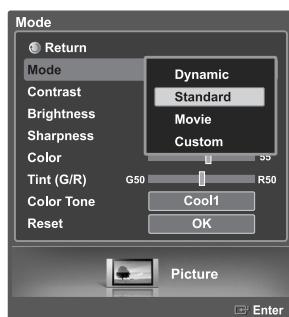 Mode
Return
Mode
Dynamic
Contrast
Standard
Brightness
Movie
Sharpness
Custom
Color 55
Tint (G/R) G50 R50
Color Tone Cool1
Reset OK
Picture
Enter